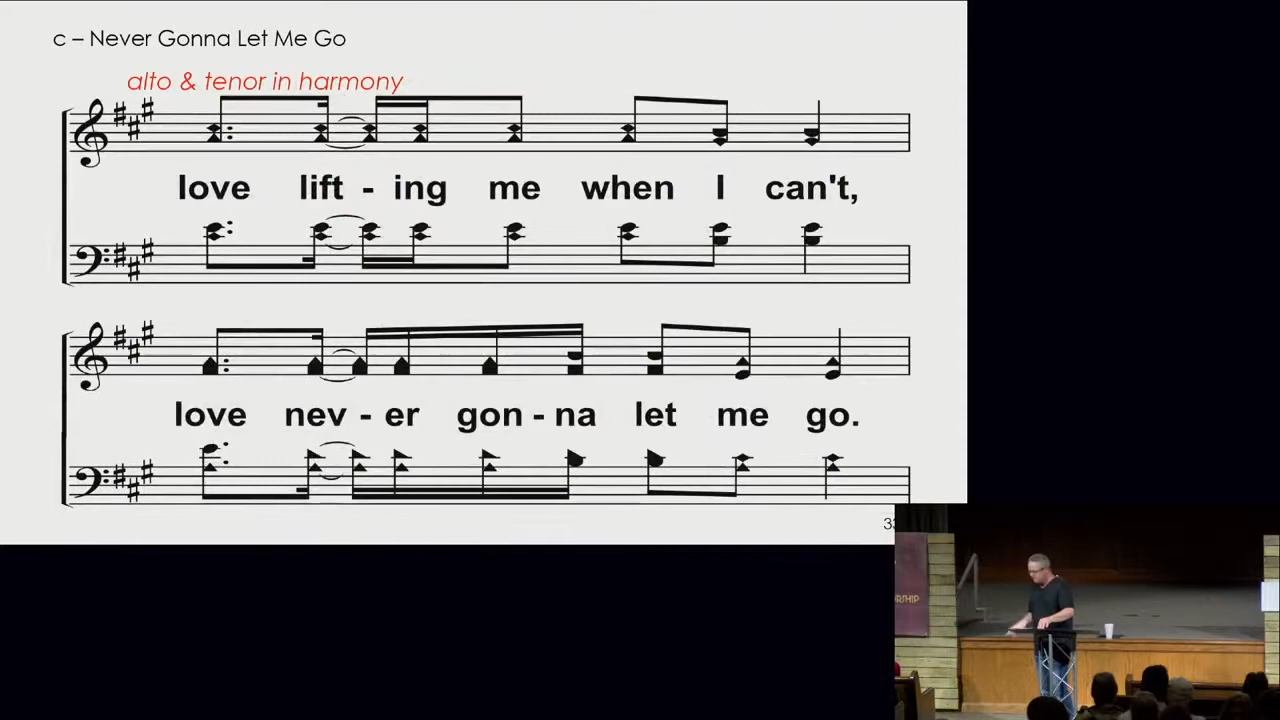 c – Never Gonna Let Me Go
alto & tenor in harmony
love lift - ing me when I can't,
love nev - er gon - na let me go.